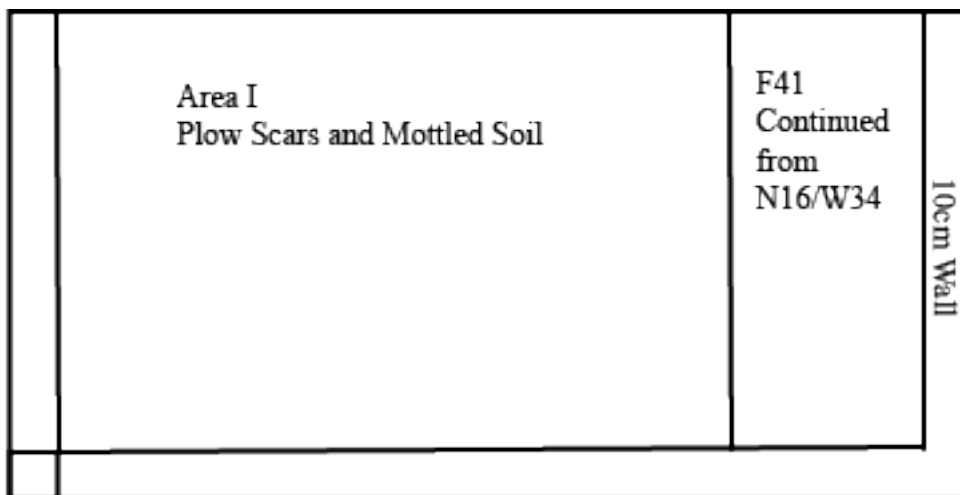 Area I
Plow Scars and Mottled Soil
F41
Continued
from
N16/W34
10cm Wall